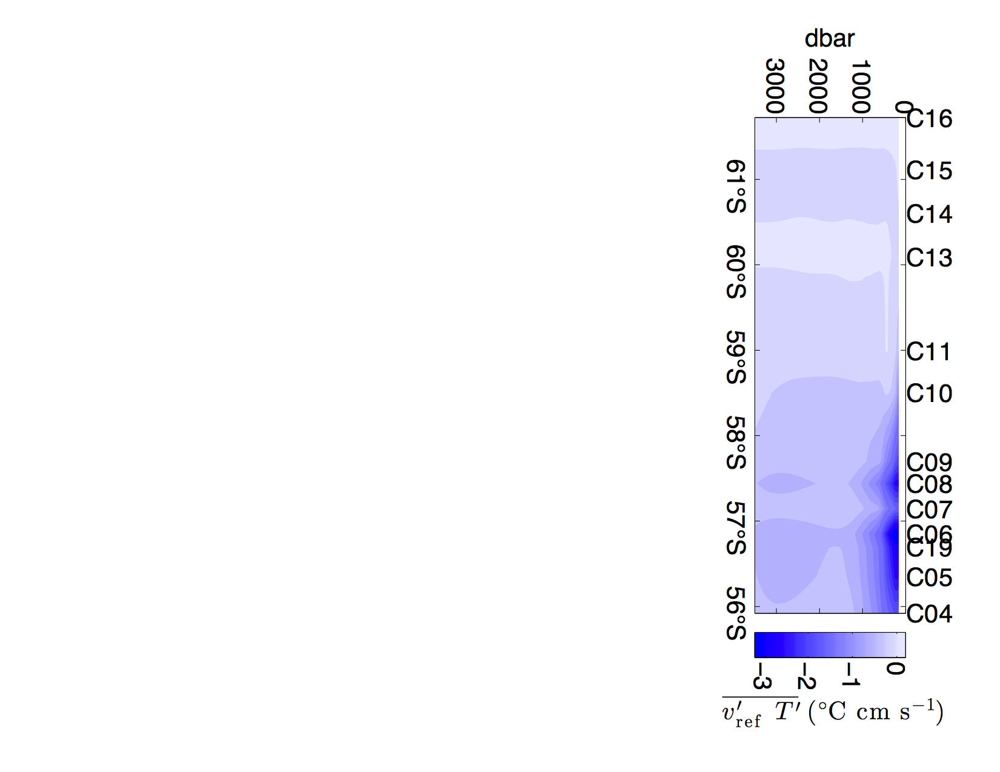 dbar
3000
2000
1000
0
C16
C15
C14
C13
C11
C10
C09
C08
C07
C06
C19
C05
C04
61°S
60°S
59°S
58°S
57°S
56°S
−3
−2
−1
0
v′ref T′ (°C cm s−1)